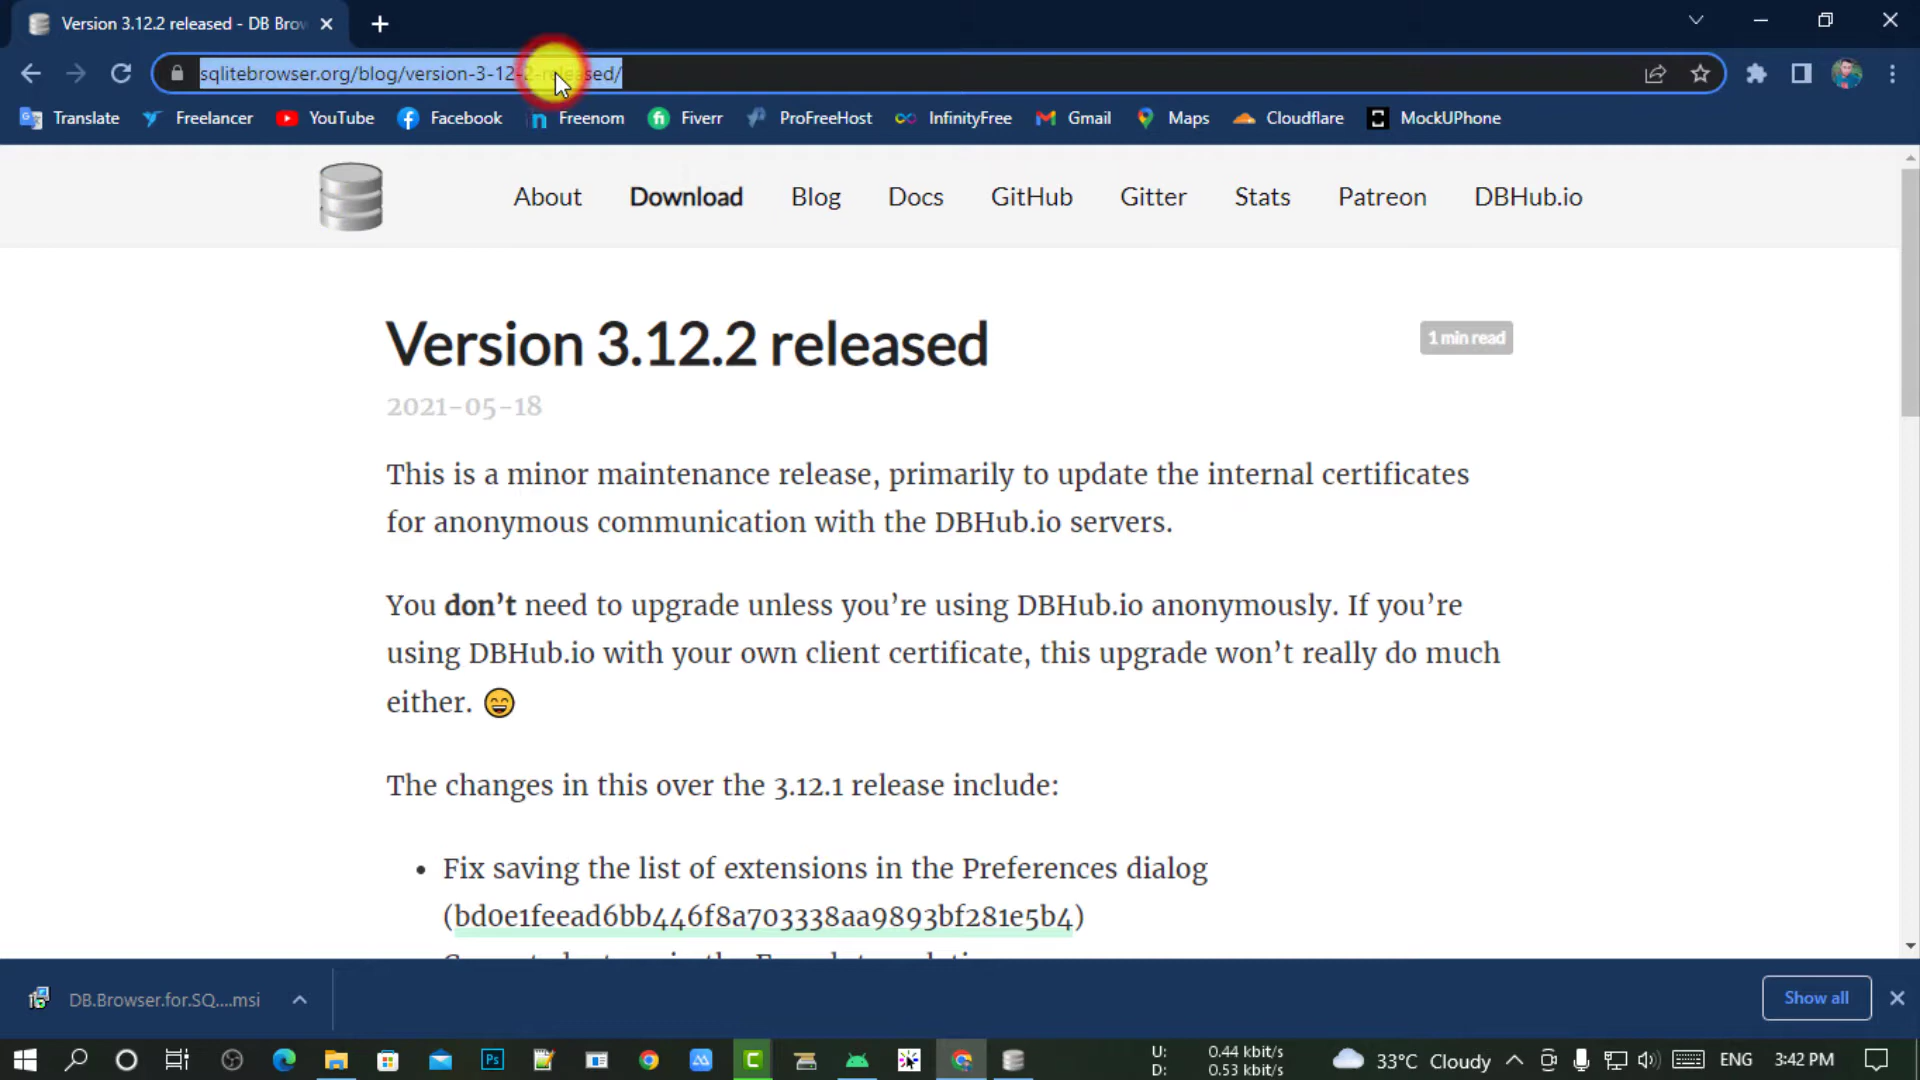 Version 3.12.2 released - DB Brow
sqlitebrowser.org/blog/version-3-12-2-released/
Translate Freelancer YouTube Facebook Freenom Fiverr ProFreeHost InfinityFree Gmail Maps Cloudflare MockUPhone
About Download Blog Docs GitHub Gitter Stats Patreon DBHub.io
Version 3.12.2 released
1 min read
2021-05-18
This is a minor maintenance release, primarily to update the internal certificates
for anonymous communication with the DBHub.io servers.
You don’t need to upgrade unless you’re using DBHub.io anonymously. If you’re
using DBHub.io with your own client certificate, this upgrade won’t really do much
either. 😄
The changes in this over the 3.12.1 release include:
• Fix saving the list of extensions in the Preferences dialog
(bd0e1feead6bb446f8a703338aa9893bf281e5b4)
DB.Browser.for.SQ....msi
Show all
U: 0.44 kbit/s
D: 0.53 kbit/s
33°C Cloudy
ENG
3:42 PM